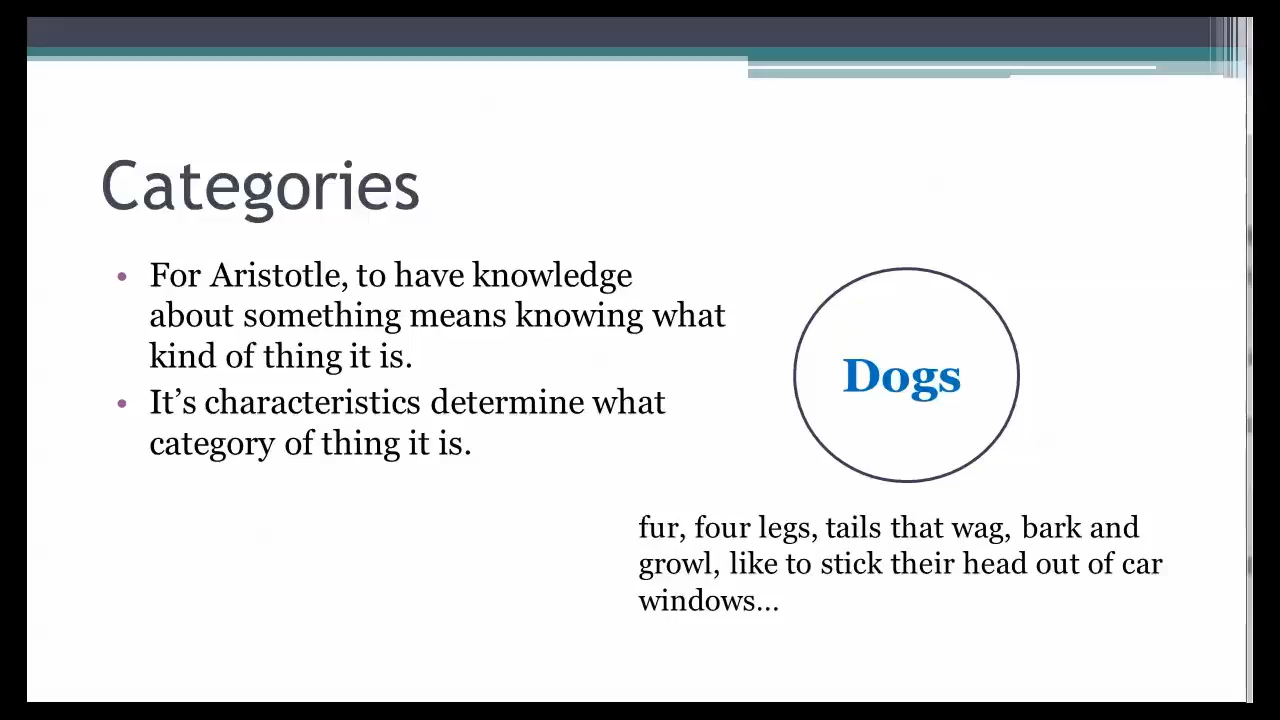 Categories
• For Aristotle, to have knowledge
about something means knowing what
kind of thing it is.
• It’s characteristics determine what
category of thing it is.
Dogs
fur, four legs, tails that wag, bark and
growl, like to stick their head out of car
windows…